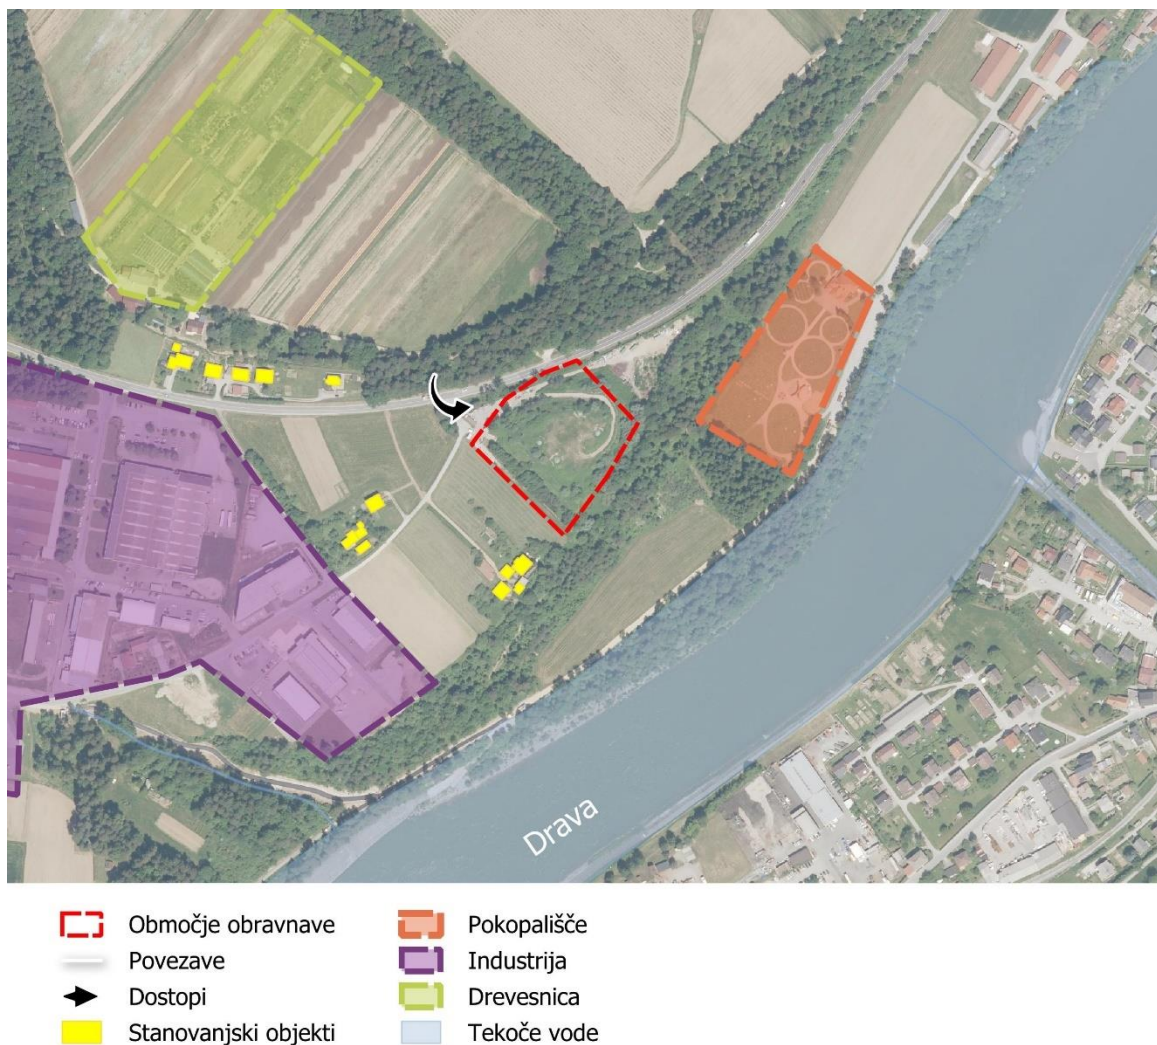 Drava
Območje obravnave
Povezave
Dostopi
Stanovanjski objekti
Pokopališče
Industrija
Drevesnica
Tekoče vode